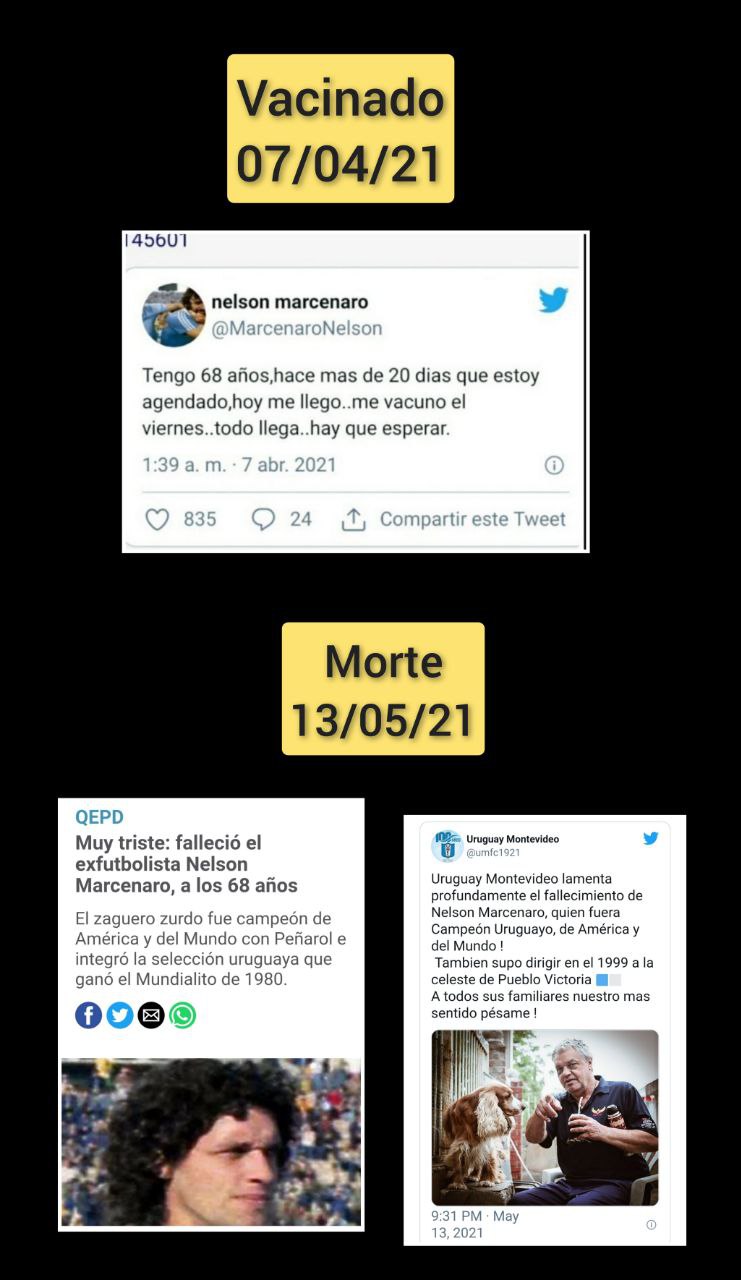 Vacinado
07/04/21
145601
nelson marcenaro
@MarcenaroNelson
Tengo 68 años,hace mas de 20 dias que estoy
agendado,hoy me llego..me vacuno el
viernes..todo llega..hay que esperar.
1:39 a. m. · 7 abr. 2021
835 24 Compartir este Tweet
Morte
13/05/21
QEPD
Muy triste: falleció el
exfutbolista Nelson
Marcenaro, a los 68 años
El zaguero zurdo fue campeón de
América y del Mundo con Peñarol e
integró la selección uruguaya que
ganó el Mundialito de 1980.
Uruguay Montevideo
@umfc1921
Uruguay Montevideo lamenta
profundamente el fallecimiento de
Nelson Marcenaro, quien fuera
Campeón Uruguayo, de América y
del Mundo !
Tambien supo dirigir en el 1999 a la
celeste de Pueblo Victoria
A todos sus familiares nuestro mas
sentido pésame !
9:31 PM · May
13, 2021